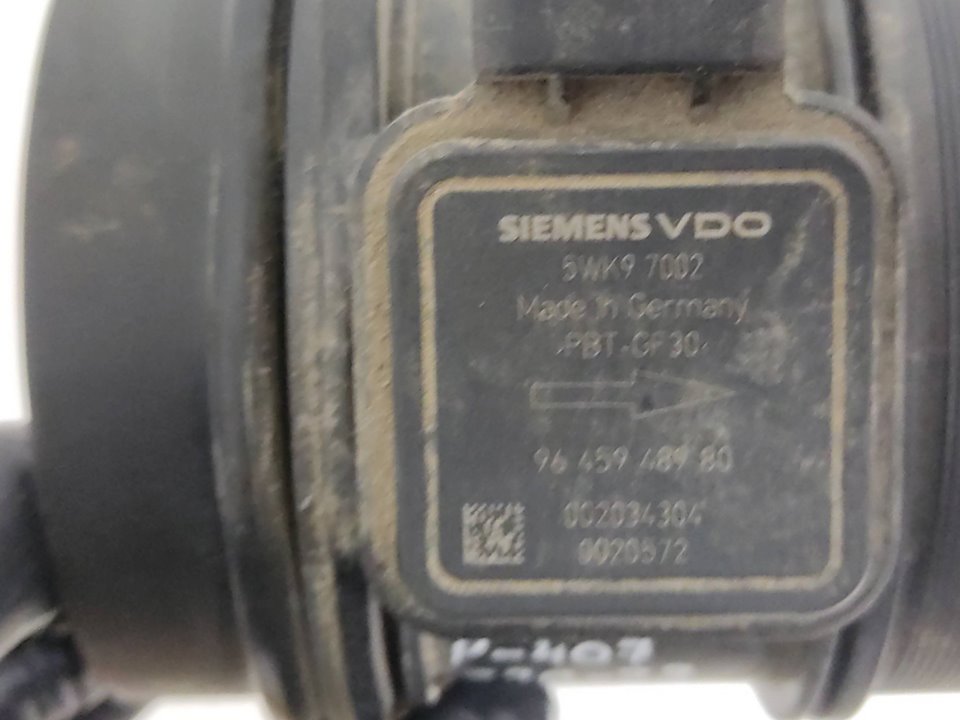 SIEMENS VDO
5WK9 7002
Made in Germany
>PBT-GF30<
96 459 489 80
002034304
0020572